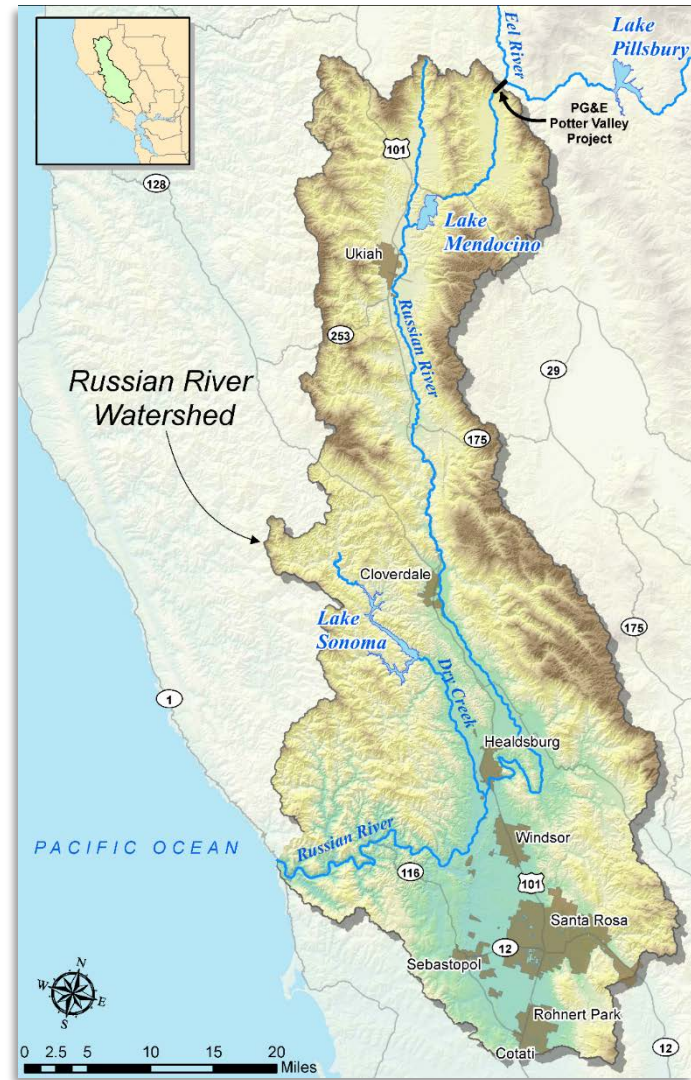 Eel River
Lake
Pillsbury
PG&E
Potter Valley
Project
101
128
Lake
Mendocino
Ukiah
Russian River
253
29
Russian River
Watershed
175
Cloverdale
Lake
Sonoma
175
Dry Creek
1
Healdsburg
Windsor
PACIFIC OCEAN
Russian River
116
101
Santa Rosa
12
Sebastopol
N
W
E
S
Rohnert Park
Cotati
12
0 2.5 5 10 15 20
Miles